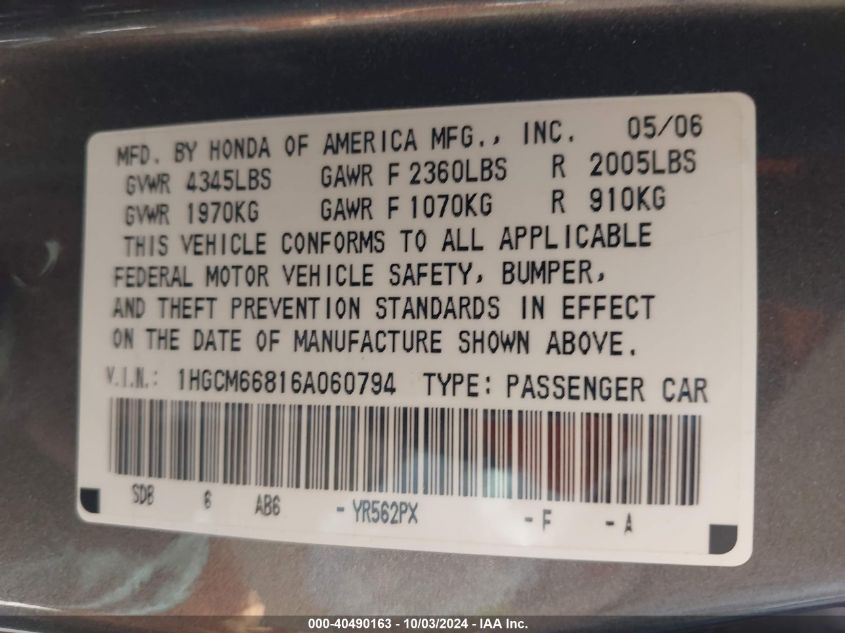 MFD. BY HONDA OF AMERICA MFG., INC. 05/06
GVWR 4345LBS GAWR F 2360LBS R 2005LBS
GVWR 1970KG GAWR F 1070KG R 910KG
THIS VEHICLE CONFORMS TO ALL APPLICABLE
FEDERAL MOTOR VEHICLE SAFETY, BUMPER,
AND THEFT PREVENTION STANDARDS IN EFFECT
ON THE DATE OF MANUFACTURE SHOWN ABOVE.
V.I.N.: 1HGCM66816A060794 TYPE: PASSENGER CAR
SDB 6 AB6 - YR562PX - F - A
000-40490163 - 10/03/2024 - IAA Inc.